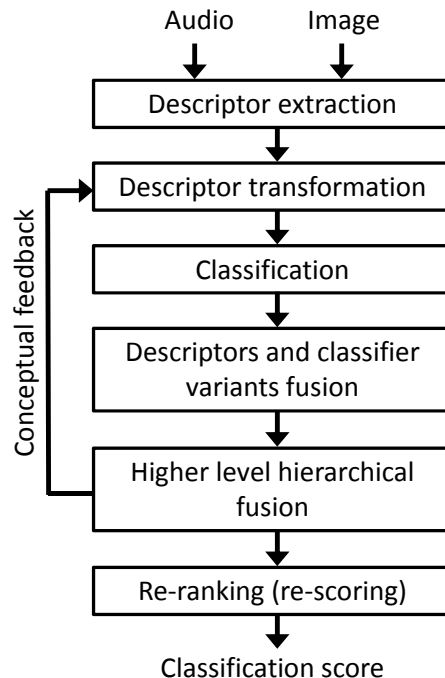 Audio Image
Descriptor extraction
Descriptor transformation
Classification
Descriptors and classifier
variants fusion
Higher level hierarchical
fusion
Re-ranking (re-scoring)
Classification score
Conceptual feedback